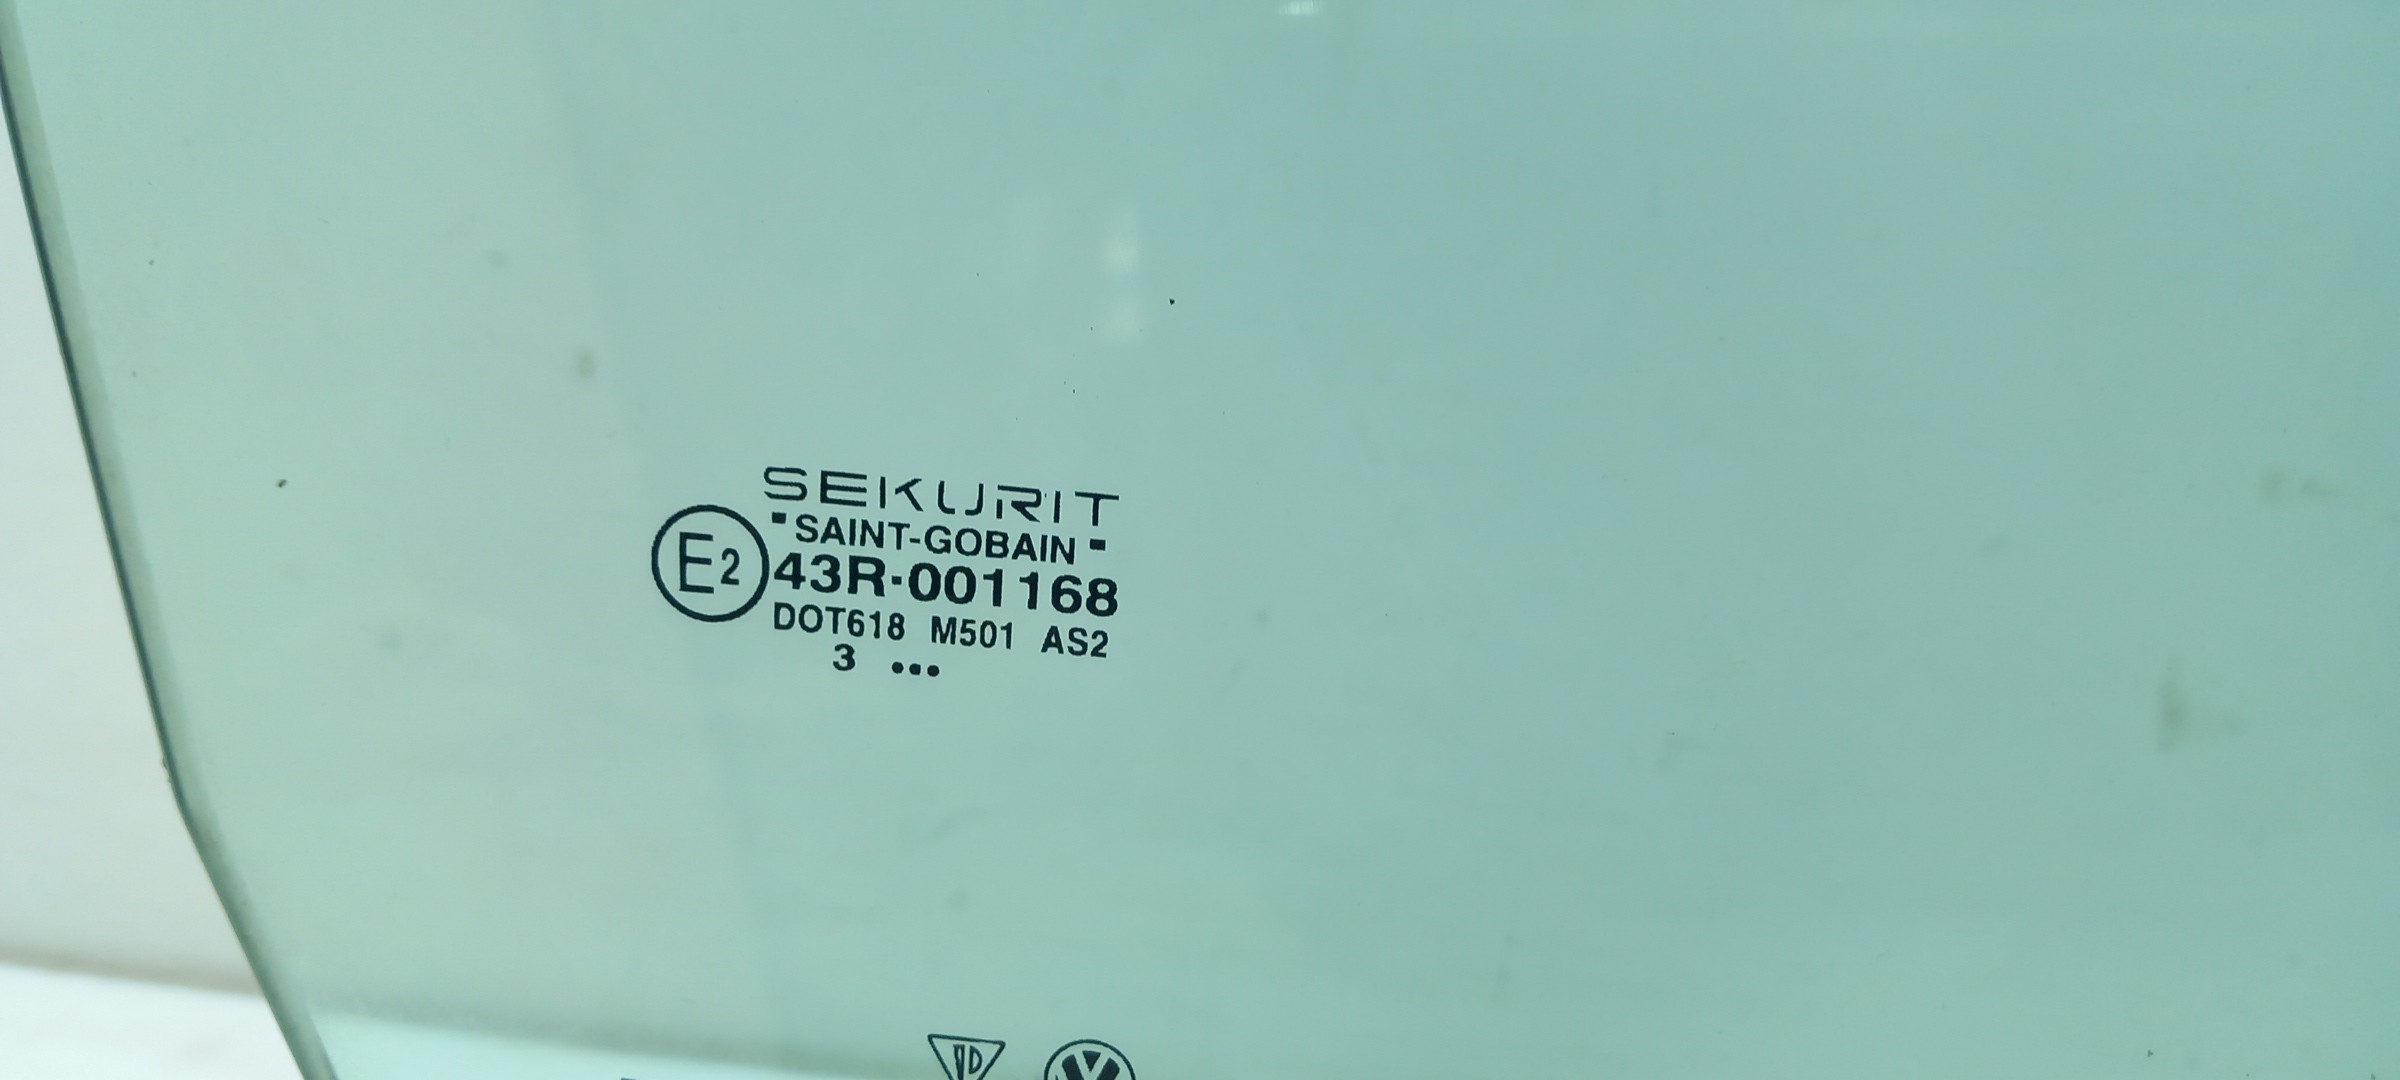 SEKURIT
SAINT-GOBAIN
E2 43R-001168
DOT618 M501 AS2
3 •••